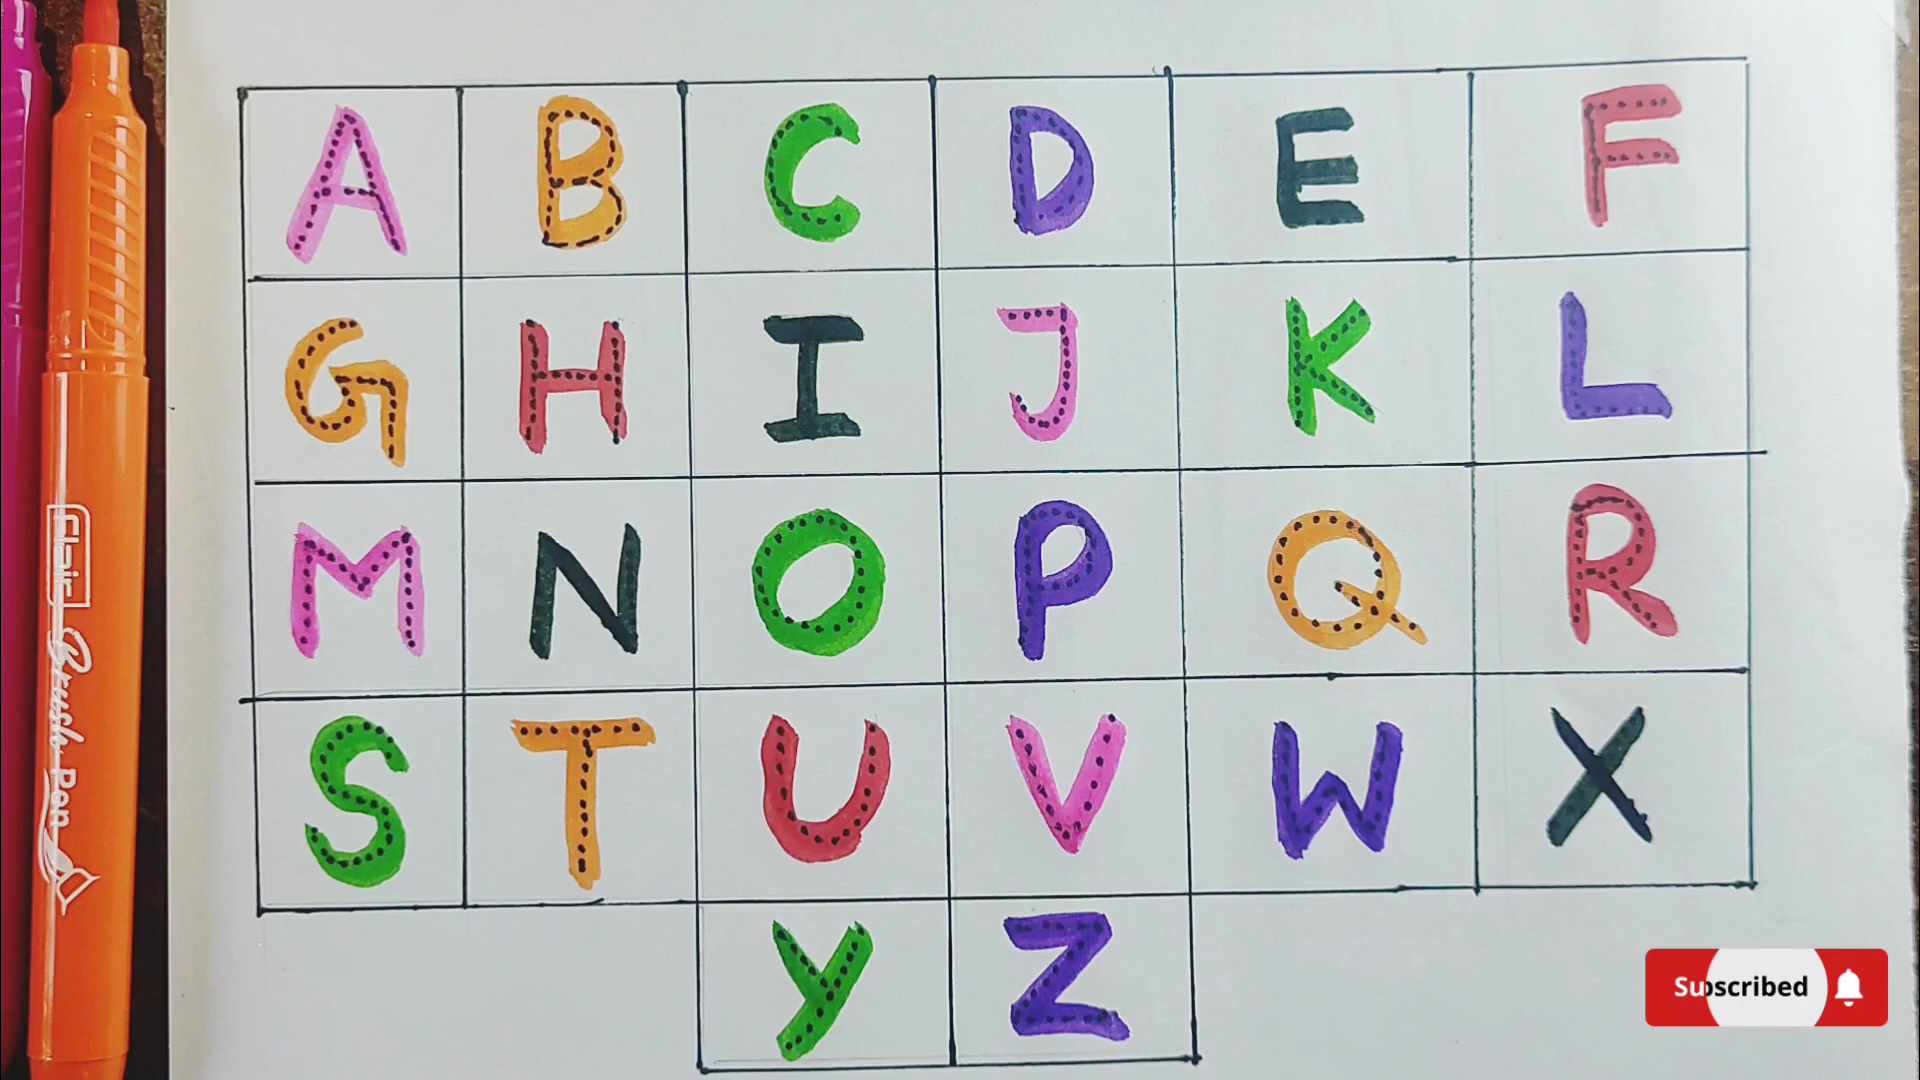 A B C D E F
G H I J K L
M N O P Q R
S T U V W X
Y Z
Flair Brush Pen
Subscribed